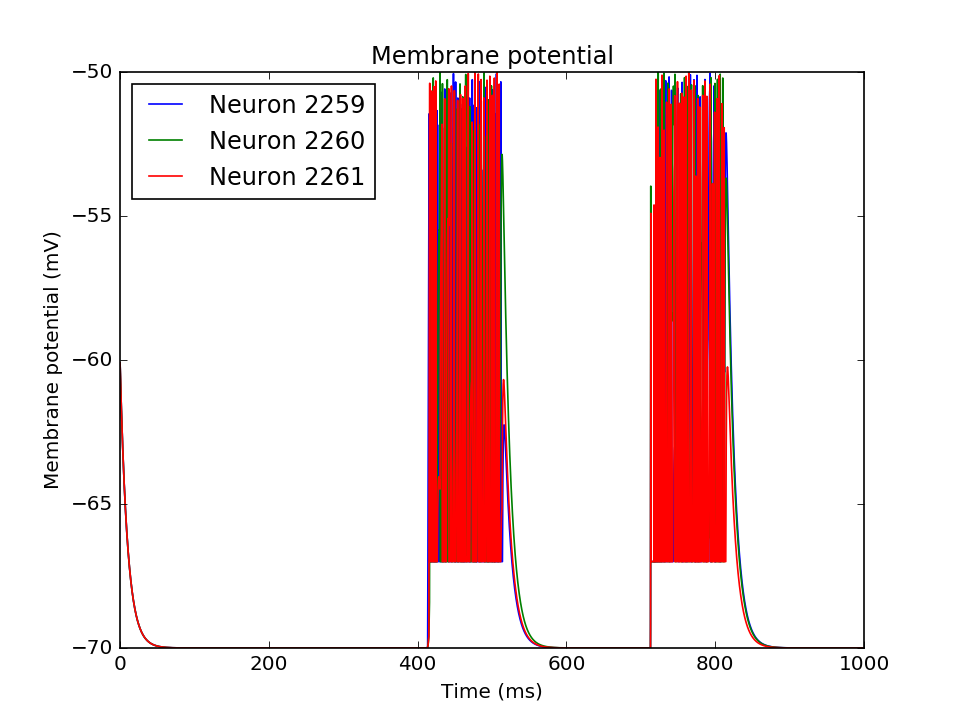 Membrane potential
−50
−55
−60
−65
−70
Membrane potential (mV)
Neuron 2259
Neuron 2260
Neuron 2261
0
200
400
600
800
1000
Time (ms)